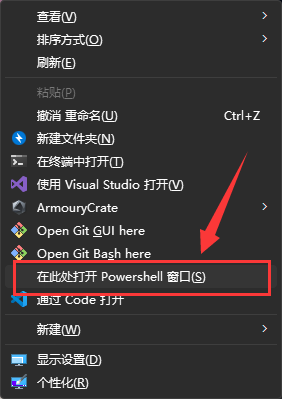 查看(V)
排序方式(O)
刷新(E)
粘贴(P)
撤消 重命名(U) Ctrl+Z
新建文件夹(N)
在终端中打开(T)
使用 Visual Studio 打开(V)
ArmouryCrate
Open Git GUI here
Open Git Bash here
在此处打开 Powershell 窗口(S)
通过 Code 打开
新建(W)
显示设置(D)
个性化(R)